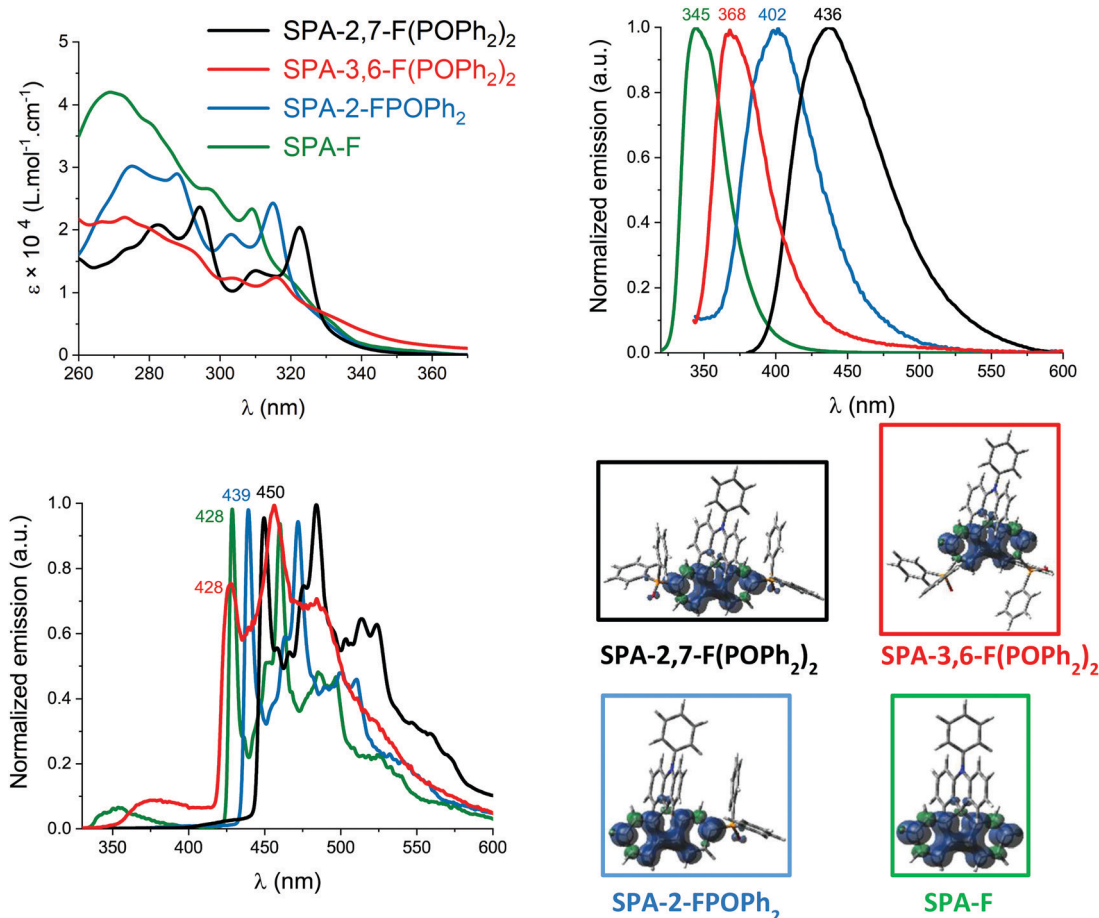 SPA-2,7-F(POPh₂)₂
SPA-3,6-F(POPh₂)₂
SPA-2-FPOPh₂
SPA-F
ε × 10⁴ (L.mol⁻¹.cm⁻¹)
5
4
3
2
1
0
260 280 300 320 340 360
λ (nm)
345 368 402 436
Normalized emission (a.u.)
1.0
0.8
0.6
0.4
0.2
0.0
350 400 450 500 550 600
λ (nm)
439 450
428
428
Normalized emission (a.u.)
1.0
0.8
0.6
0.4
0.2
0.0
350 400 450 500 550 600
λ (nm)
SPA-2,7-F(POPh₂)₂
SPA-3,6-F(POPh₂)₂
SPA-2-FPOPh₂
SPA-F